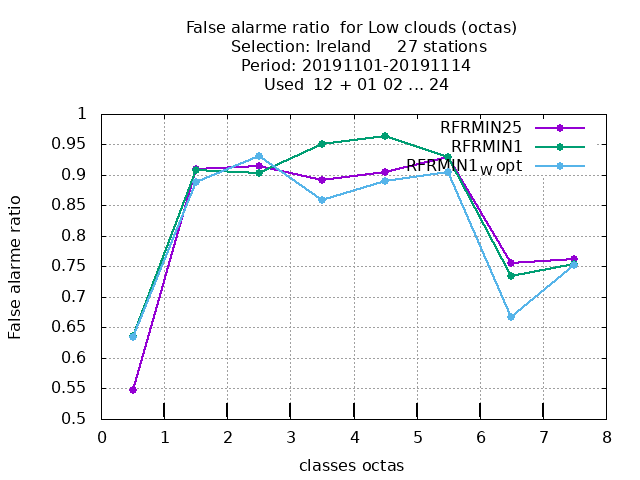 False alarme ratio  for Low clouds (octas)
Selection: Ireland     27 stations
Period: 20191101-20191114
Used  12 + 01 02 ... 24
RFRMIN25
RFRMIN1
RFRMIN1W opt
1
0.95
0.9
0.85
0.8
0.75
0.7
0.65
0.6
0.55
0.5
False alarme ratio
0 1 2 3 4 5 6 7 8
classes octas